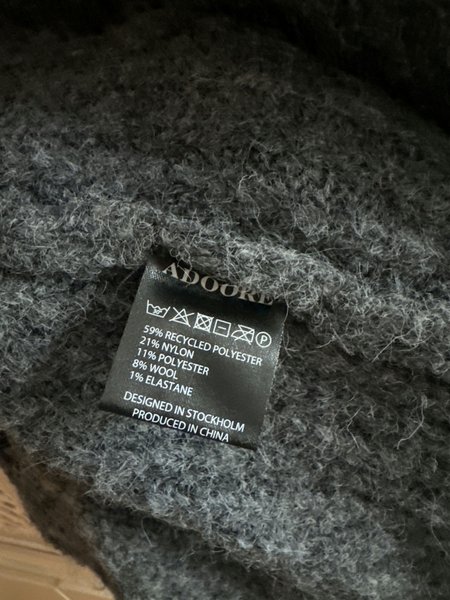 ADOORE
P
59% RECYCLED POLYESTER
21% NYLON
11% POLYESTER
8% WOOL
1% ELASTANE
DESIGNED IN STOCKHOLM
PRODUCED IN CHINA